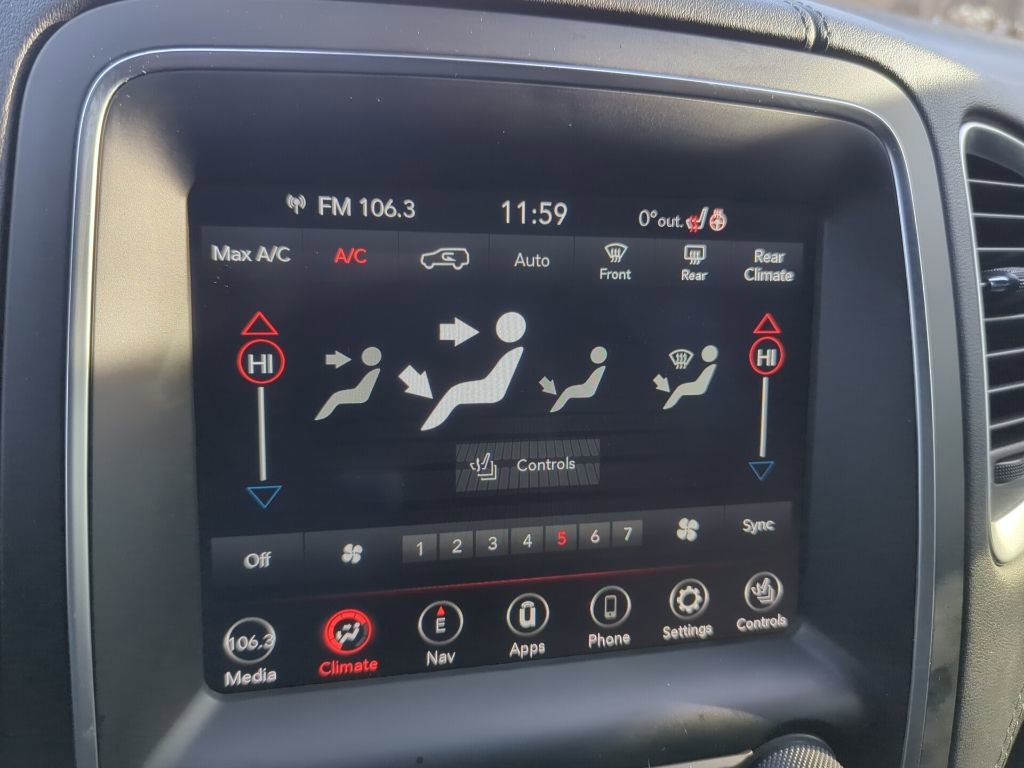 FM 106.3 11:59 0° out.
Max A/C A/C Auto Front Rear Rear Climate
HI HI
Controls
Off 1 2 3 4 5 6 7 Sync
106.3 E
Media Climate Nav Apps Phone Settings Controls